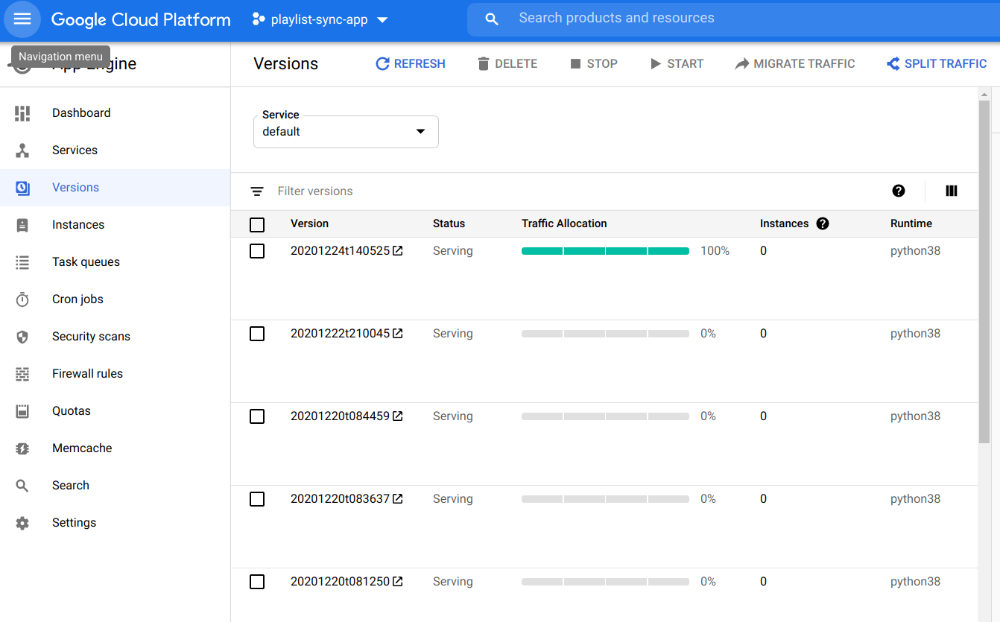 Google Cloud Platform playlist-sync-app Search products and resources
Navigation menu
App Engine
Versions REFRESH DELETE STOP START MIGRATE TRAFFIC SPLIT TRAFFIC
Dashboard
Services
Versions
Instances
Task queues
Cron jobs
Security scans
Firewall rules
Quotas
Memcache
Search
Settings
Service
default
Filter versions
Version Status Traffic Allocation Instances Runtime
20201224t140525 Serving 100% 0 python38
20201222t210045 Serving 0% 0 python38
20201220t084459 Serving 0% 0 python38
20201220t083637 Serving 0% 0 python38
20201220t081250 Serving 0% 0 python38